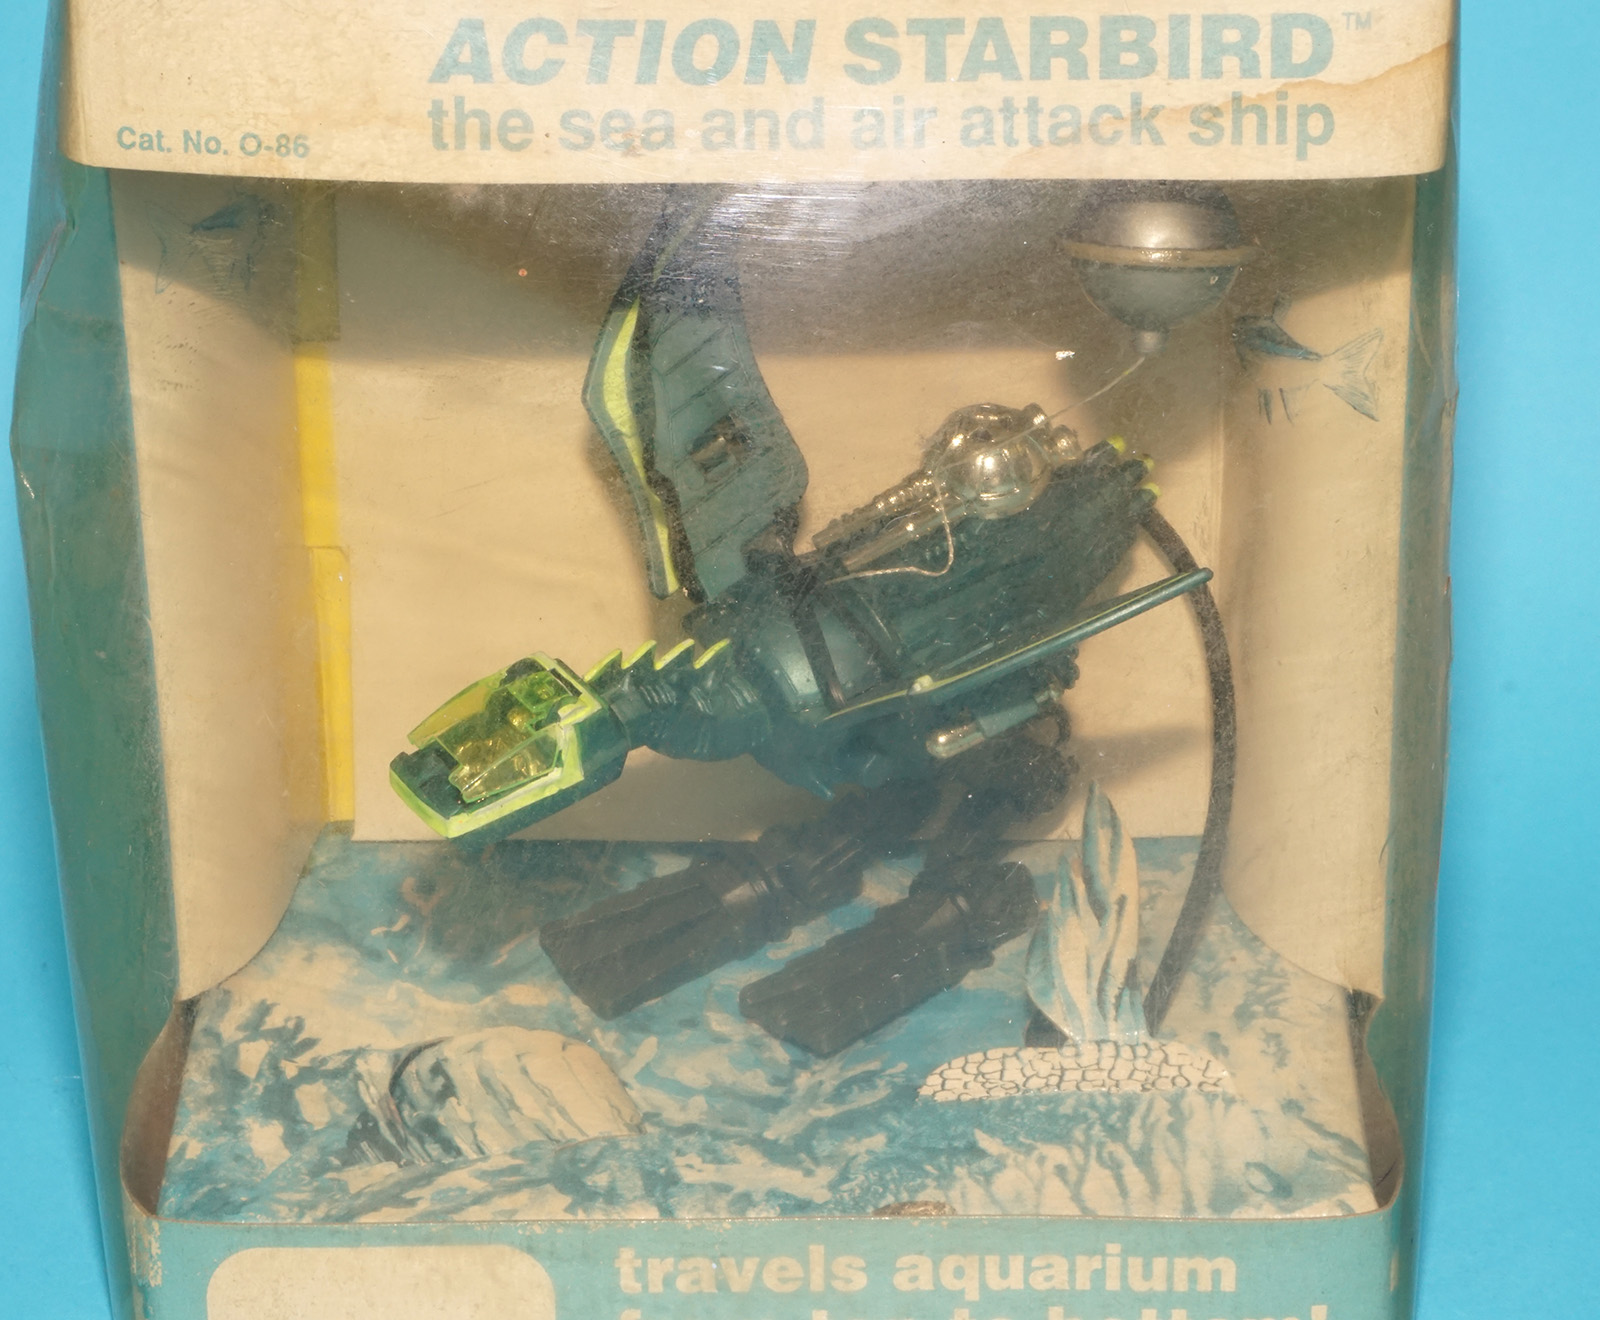 ACTION STARBIRD™
the sea and air attack ship
Cat. No. O-86
travels aquarium